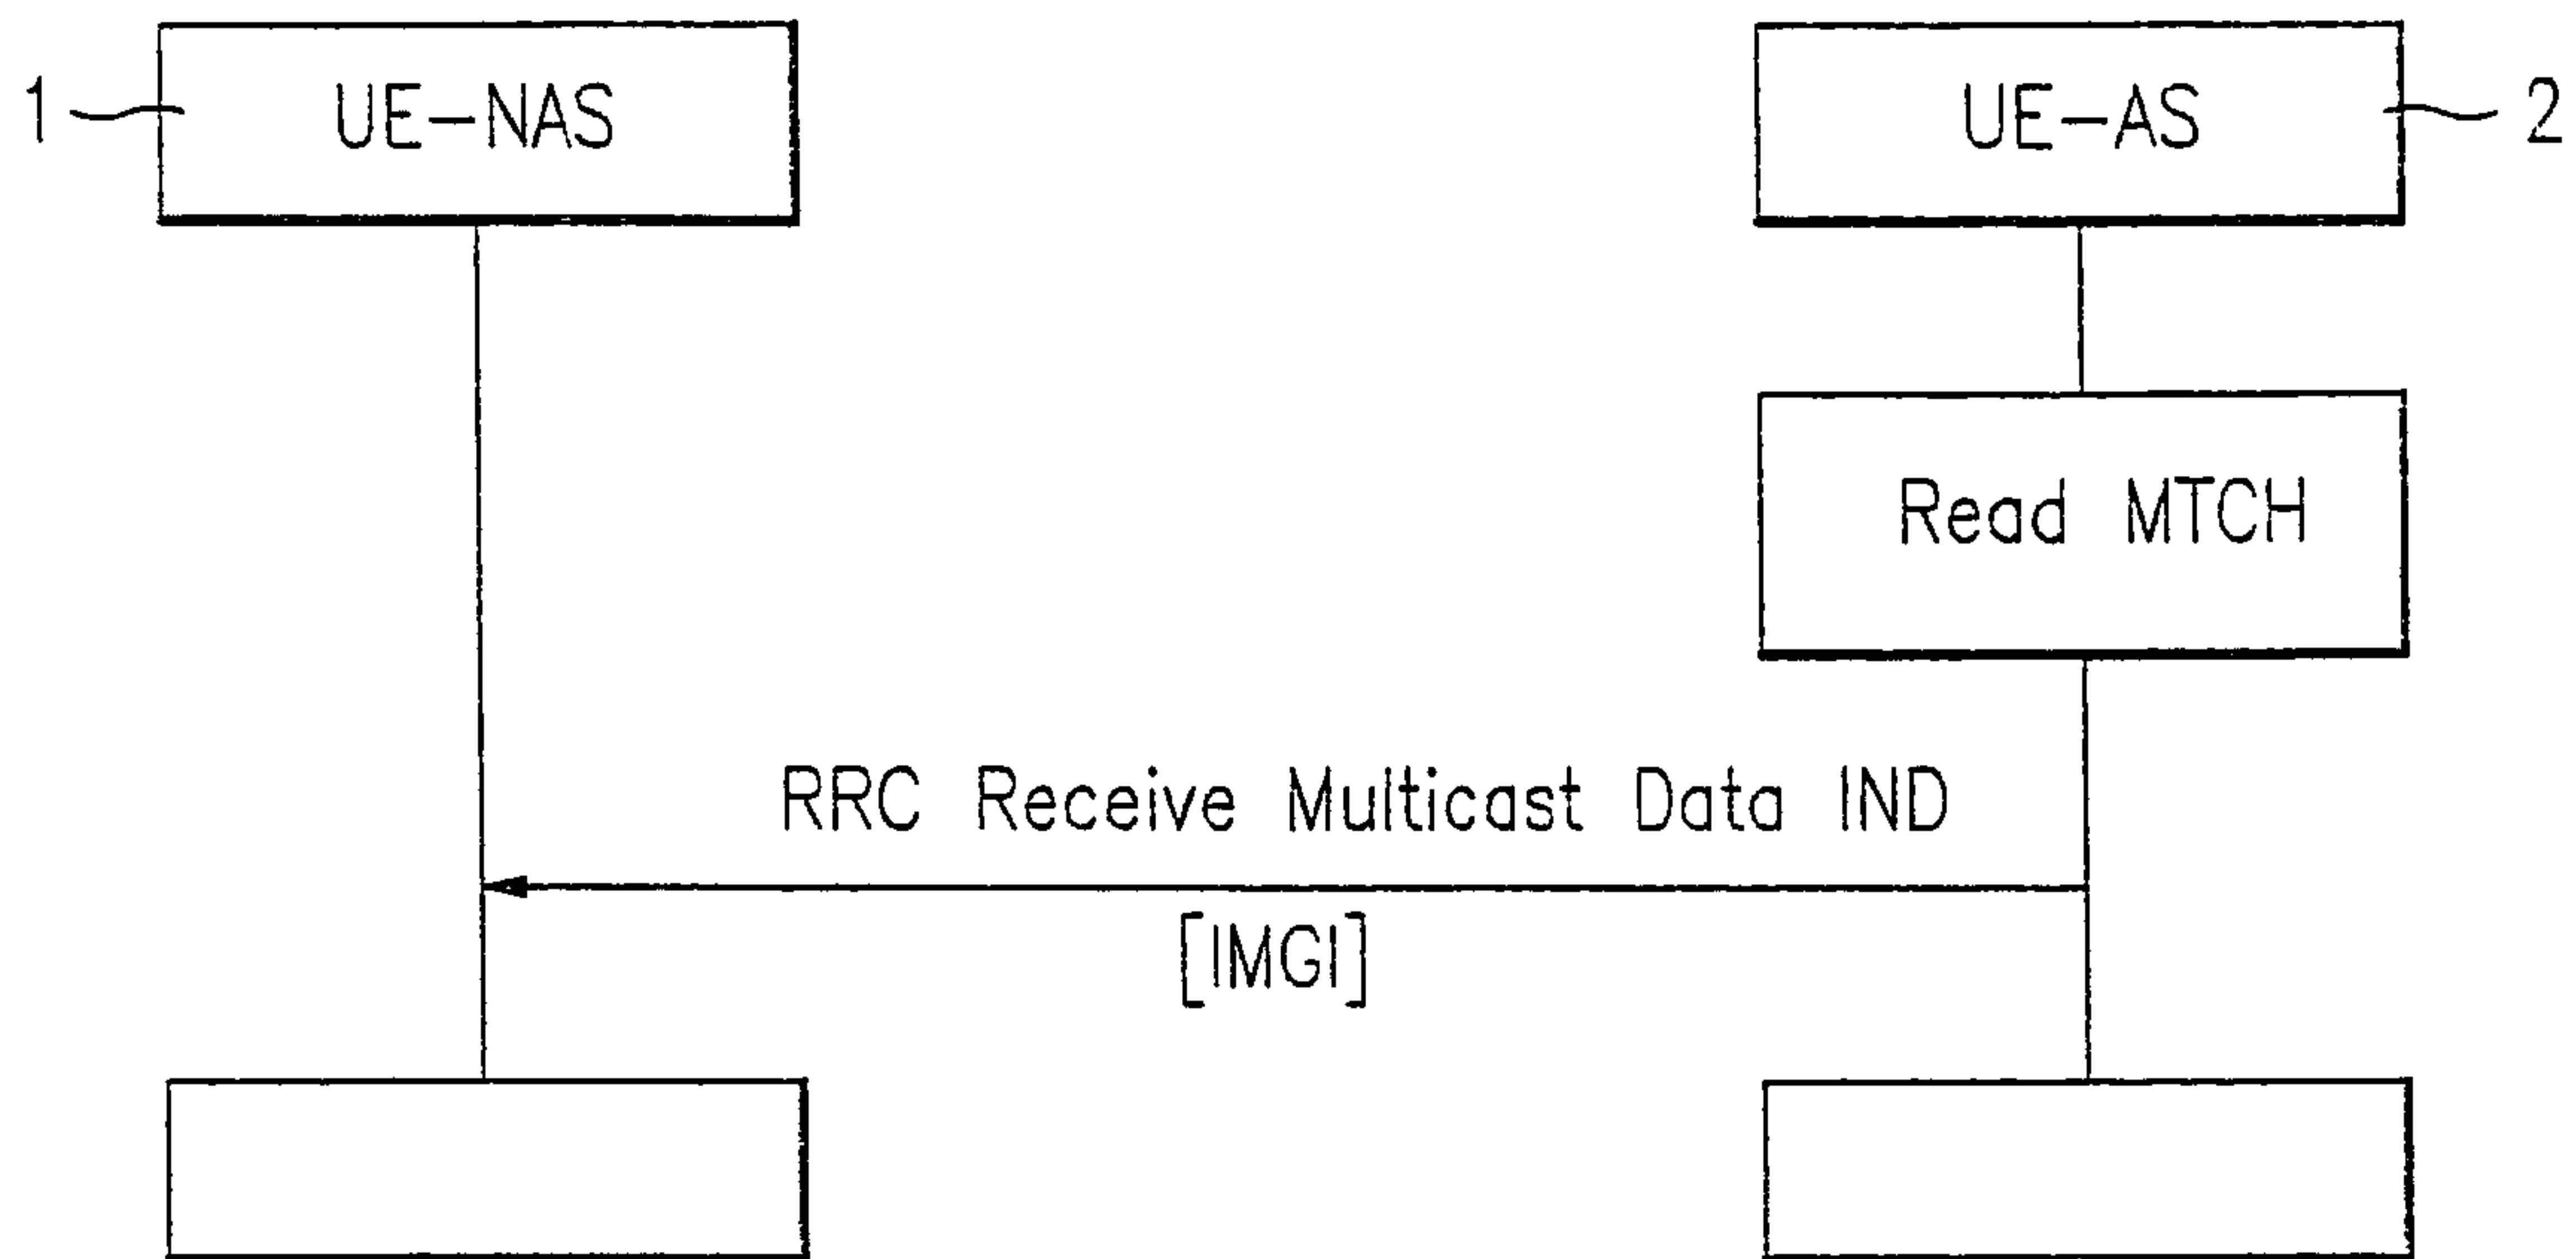 1 UE-NAS UE-AS 2
Read MTCH
RRC Receive Multicast Data IND
[IMGI]